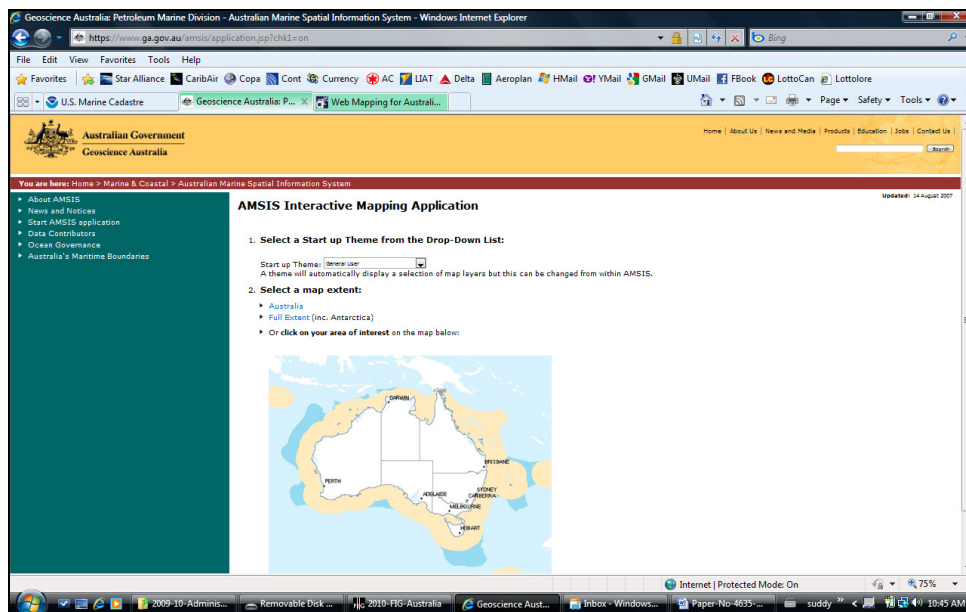 Geoscience Australia: Petroleum Marine Division - Australian Marine Spatial Information System - Windows Internet Explorer
https://www.ga.gov.au/amsis/application.jsp?chk1=on
Bing
File Edit View Favorites Tools Help
Favorites Star Alliance CaribAir Copa Cont Currency AC LIAT Delta Aeroplan HMail YMail GMail UMail FBook LottoCan Lottolore
U.S. Marine Cadastre Geoscience Australia: P... Web Mapping for Australi... Page Safety Tools
Australian Government
Geoscience Australia
Home | About Us | News and Media | Products | Education | Jobs | Contact Us |
Search
You are here: Home > Marine & Coastal > Australian Marine Spatial Information System
Updated: 14 August 2007
About AMSIS
News and Notices
Start AMSIS application
Data Contributors
Ocean Governance
Australia's Maritime Boundaries
AMSIS Interactive Mapping Application
1. Select a Start up Theme from the Drop-Down List:
Start up Theme: General User
A theme will automatically display a selection of map layers but this can be changed from within AMSIS.
2. Select a map extent:
Australia
Full Extent (inc. Antarctica)
Or click on your area of interest on the map below:
DARWIN
BRISBANE
PERTH
ADELAIDE
SYDNEY
CANBERRA
MELBOURNE
HOBART
Internet | Protected Mode: On 75%
2009-10-Adminis... Removable Disk ... 2010-FIG-Australia Geoscience Aust... Inbox - Windows... Paper-No-4635-... suddy 10:45 AM